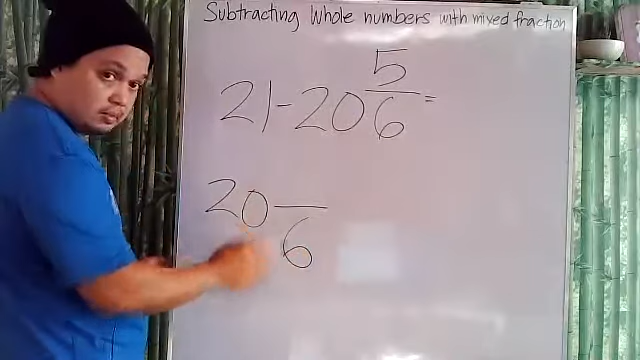 Subtracting whole numbers with mixed fraction
21-20 5/6 =
20 /6